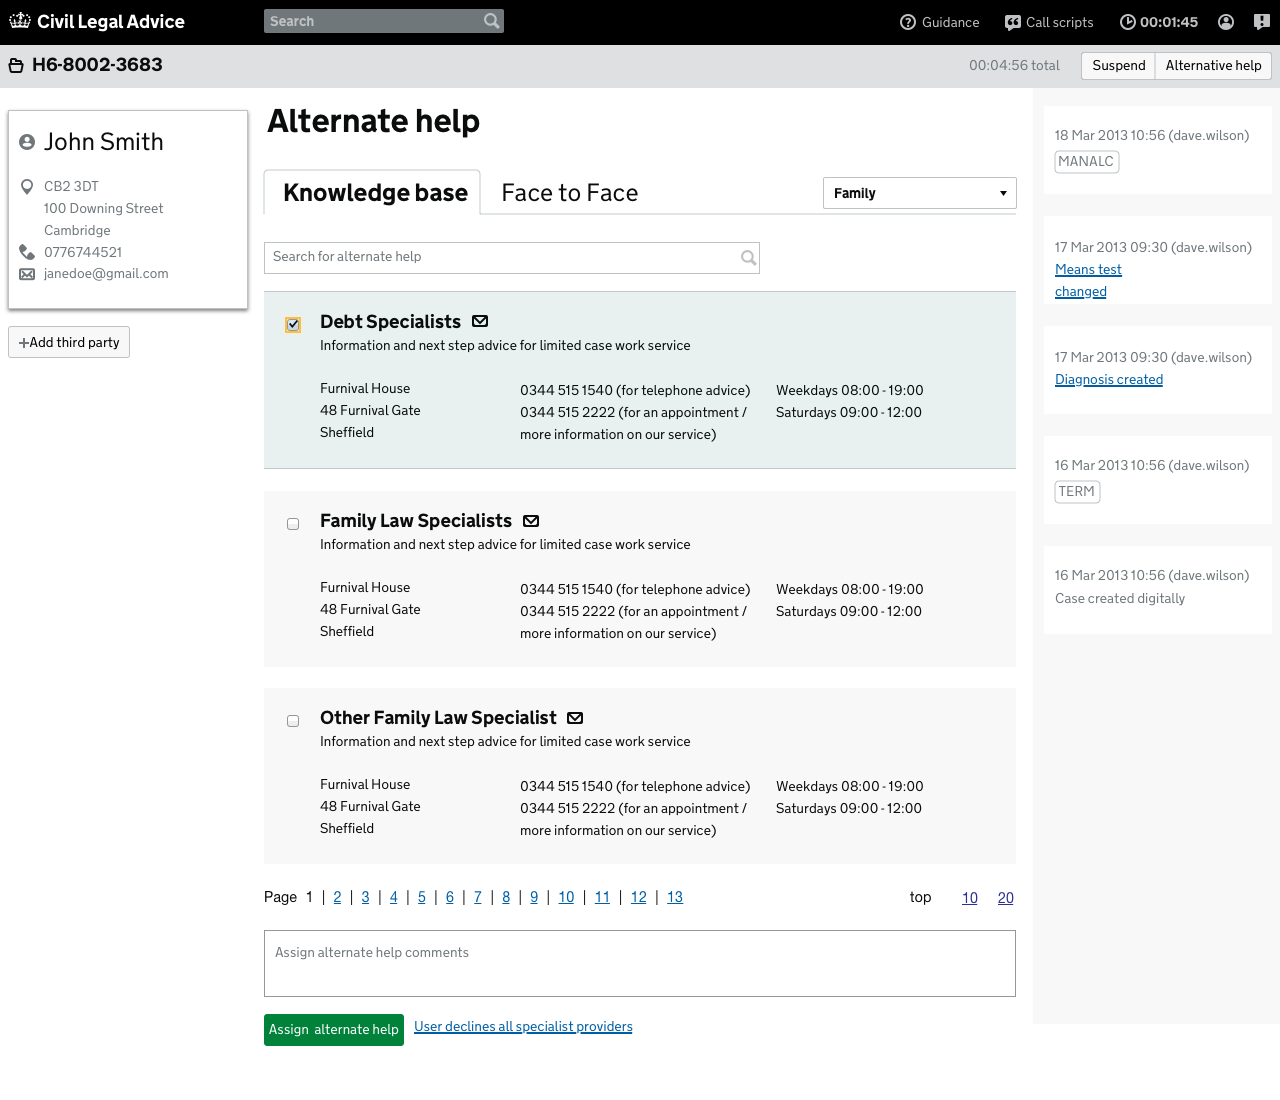 Civil Legal Advice
Search
Guidance
Call scripts
00:01:45
H6-8002-3683
00:04:56 total
Suspend
Alternative help
John Smith
CB2 3DT
100 Downing Street
Cambridge
0776744521
janedoe@gmail.com
+Add third party
Alternate help
Knowledge base
Face to Face
Family
Search for alternate help
Debt Specialists
Information and next step advice for limited case work service
Furnival House
48 Furnival Gate
Sheffield
0344 515 1540 (for telephone advice)
0344 515 2222 (for an appointment /
more information on our service)
Weekdays 08:00 - 19:00
Saturdays 09:00 - 12:00
Family Law Specialists
Information and next step advice for limited case work service
Furnival House
48 Furnival Gate
Sheffield
0344 515 1540 (for telephone advice)
0344 515 2222 (for an appointment /
more information on our service)
Weekdays 08:00 - 19:00
Saturdays 09:00 - 12:00
Other Family Law Specialist
Information and next step advice for limited case work service
Furnival House
48 Furnival Gate
Sheffield
0344 515 1540 (for telephone advice)
0344 515 2222 (for an appointment /
more information on our service)
Weekdays 08:00 - 19:00
Saturdays 09:00 - 12:00
Page 1 | 2 | 3 | 4 | 5 | 6 | 7 | 8 | 9 | 10 | 11 | 12 | 13
top 10 20
Assign alternate help comments
Assign alternate help
User declines all specialist providers
18 Mar 2013 10:56 (dave.wilson)
MANALC
17 Mar 2013 09:30 (dave.wilson)
Means test
changed
17 Mar 2013 09:30 (dave.wilson)
Diagnosis created
16 Mar 2013 10:56 (dave.wilson)
TERM
16 Mar 2013 10:56 (dave.wilson)
Case created digitally